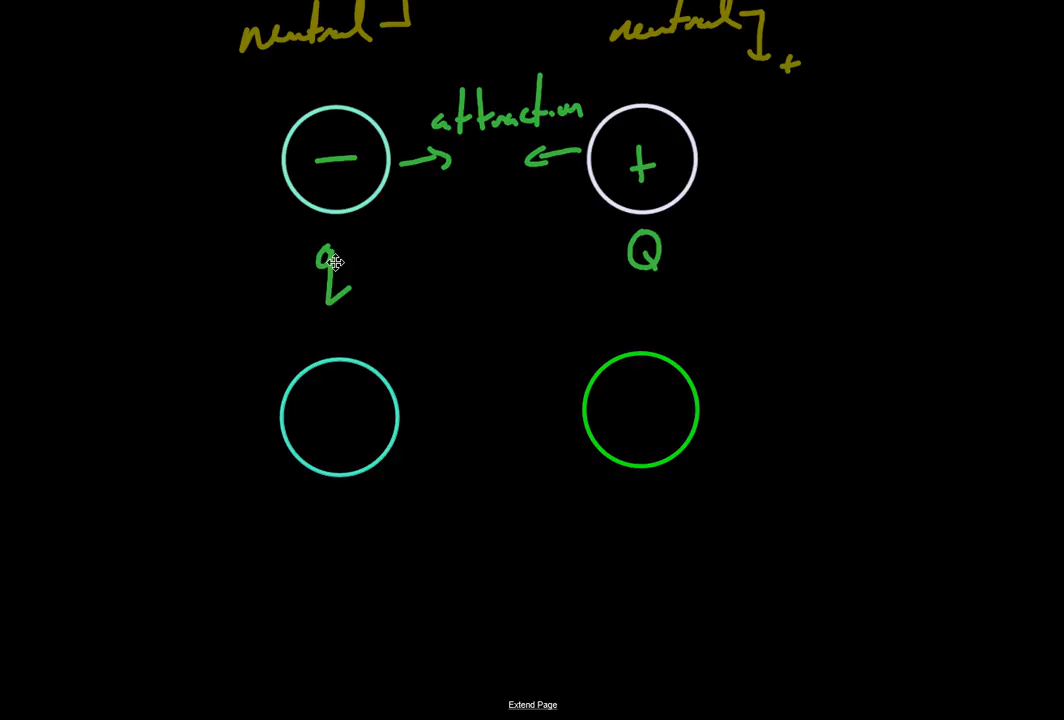 neutral neutral
+
attraction
- +
q Q
Extend Page